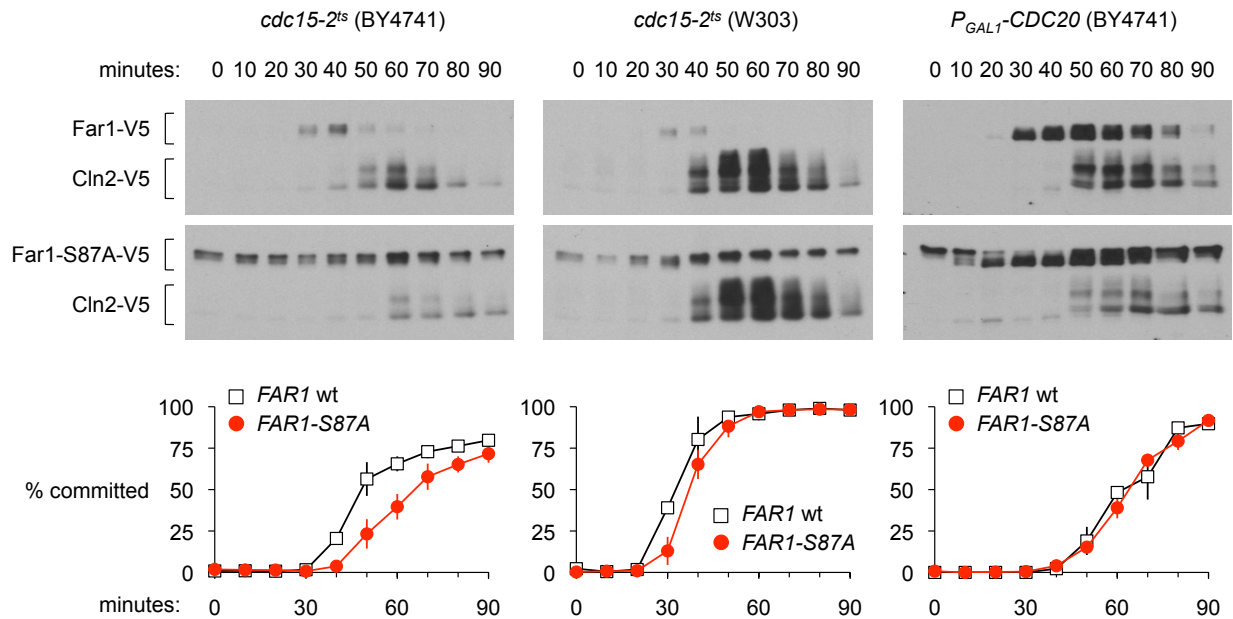 cdc15-2ts (BY4741) cdc15-2ts (W303) PGAL1-CDC20 (BY4741)
minutes: 0 10 20 30 40 50 60 70 80 90 0 10 20 30 40 50 60 70 80 90 0 10 20 30 40 50 60 70 80 90
Far1-V5
Cln2-V5
Far1-S87A-V5
Cln2-V5
% committed
100
75
50
25
0
FAR1 wt
FAR1-S87A
0 30 60 90
100
75
50
25
0
FAR1 wt
FAR1-S87A
0 30 60 90
100
75
50
25
0
FAR1 wt
FAR1-S87A
0 30 60 90
minutes: